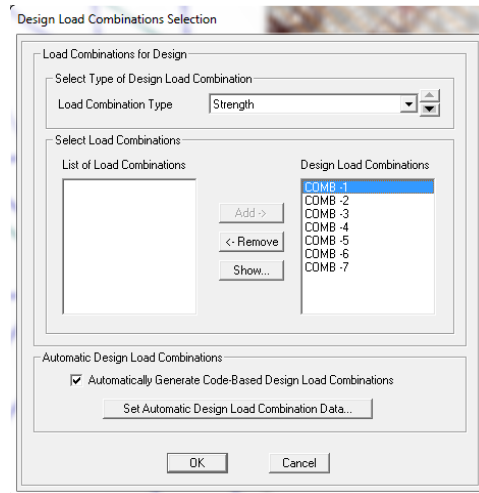 Design Load Combinations Selection
Load Combinations for Design
Select Type of Design Load Combination
Load Combination Type
Strength
Select Load Combinations
List of Load Combinations
Design Load Combinations
COMB -1
COMB -2
COMB -3
COMB -4
COMB -5
COMB -6
COMB -7
Add ->
<- Remove
Show...
Automatic Design Load Combinations
Automatically Generate Code-Based Design Load Combinations
Set Automatic Design Load Combination Data...
OK
Cancel